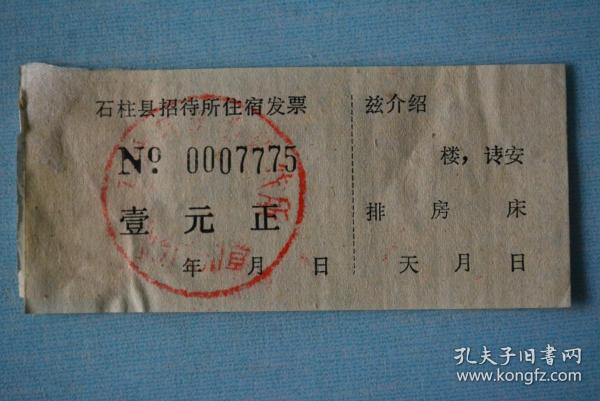 石柱县招待所住宿发票
No 0007775
壹元正
年 月 日
兹介绍
楼，请安
排 房 床
天 月 日
孔夫子旧书网
www.kongfz.com